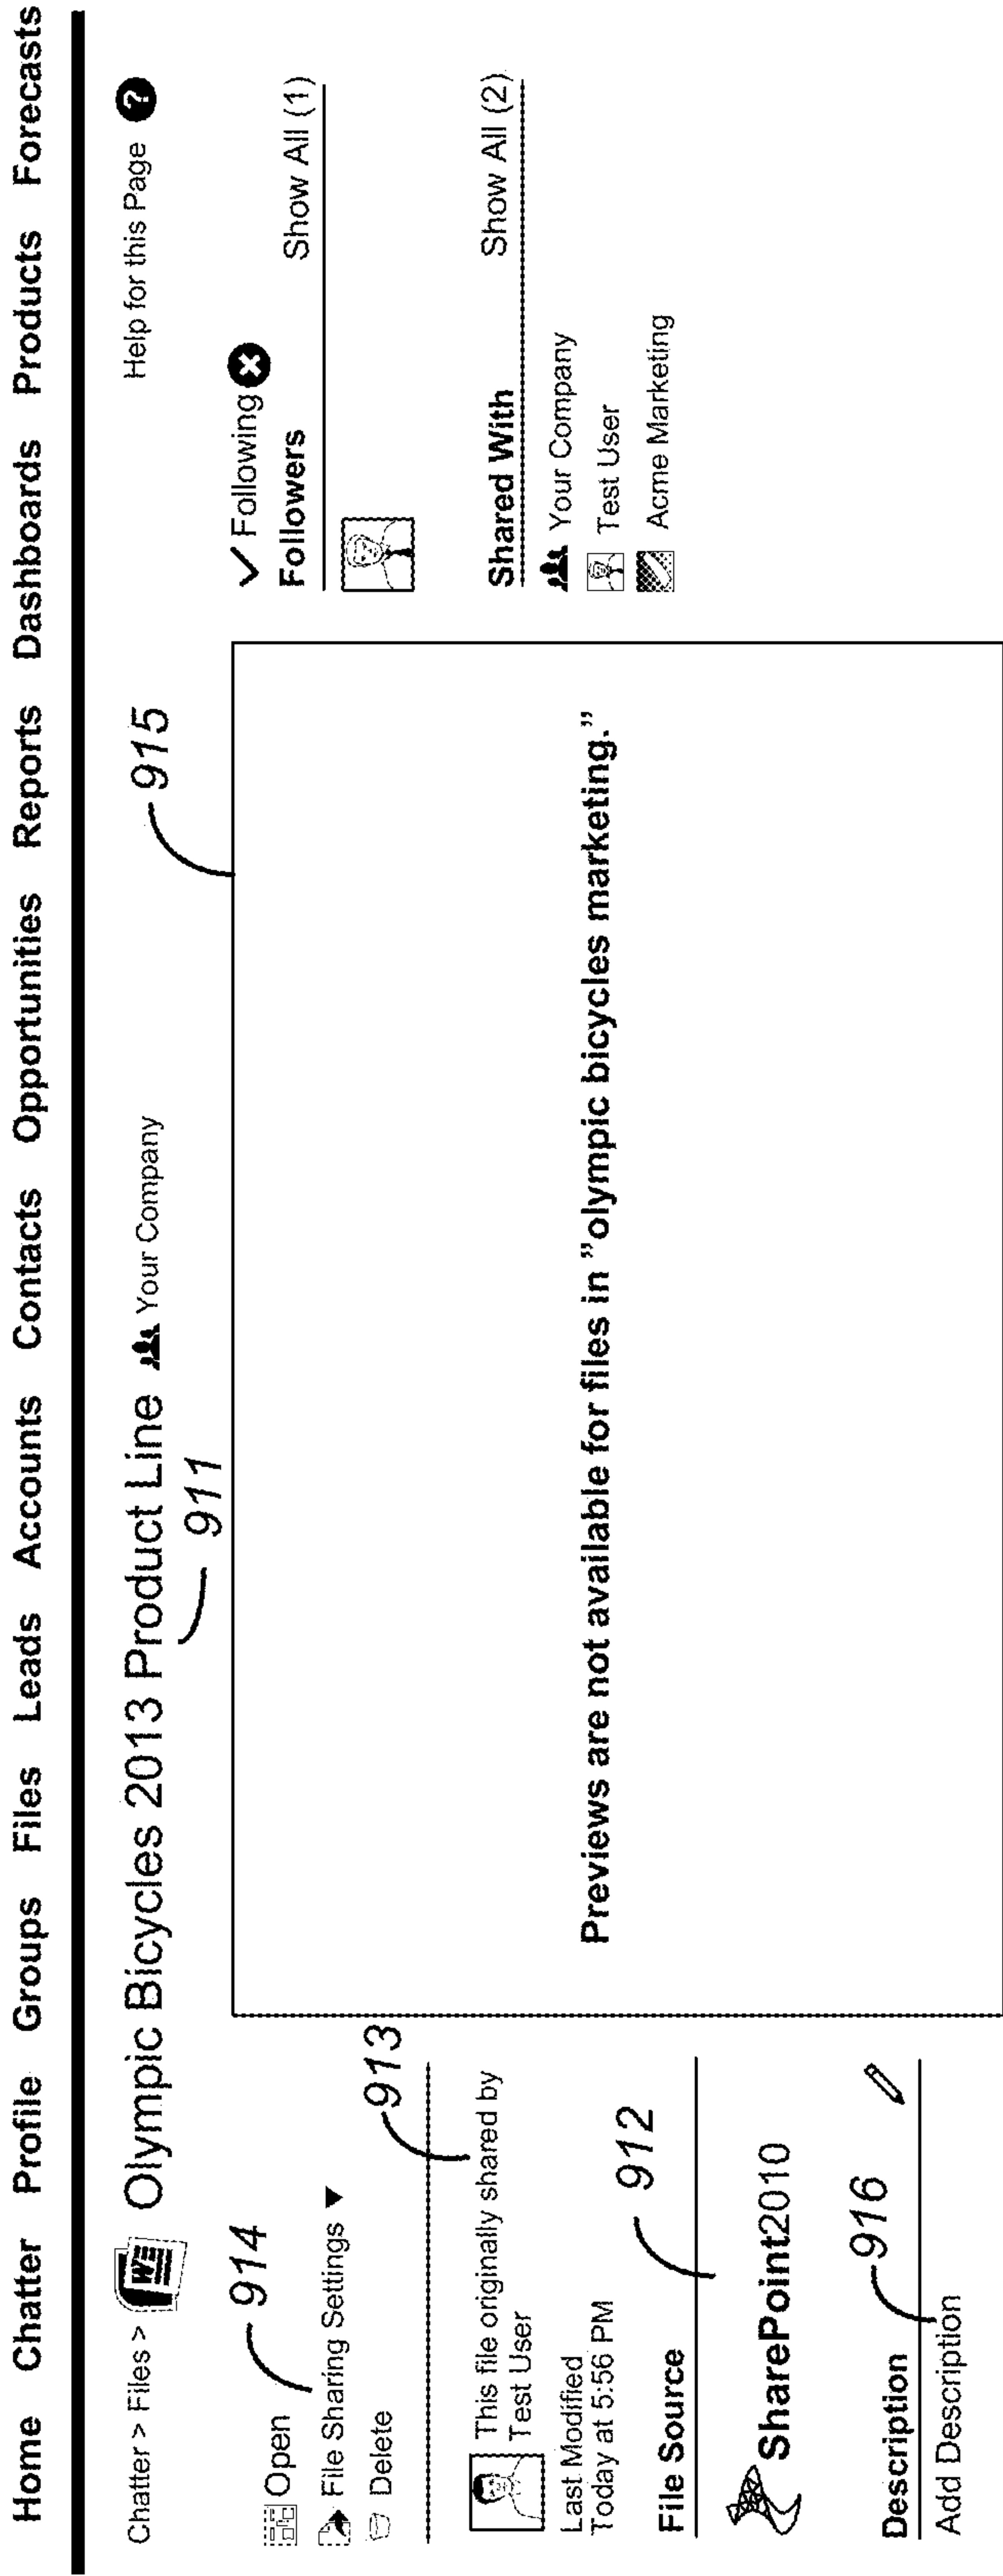 Home Chatter Profile Groups Files Leads Accounts Contacts Opportunities Reports Dashboards Products Forecasts
Chatter > Files > Olympic Bicycles 2013 Product Line Your Company
Help for this Page ?
911
915
914
Open
File Sharing Settings ▼
Delete
913
This file originally shared by
Test User
Last Modified
Today at 5:56 PM
912
File Source
SharePoint2010
916
Description
Add Description
Previews are not available for files in "olympic bicycles marketing."
Following
Followers Show All (1)
Shared With Show All (2)
Your Company
Test User
Acme Marketing